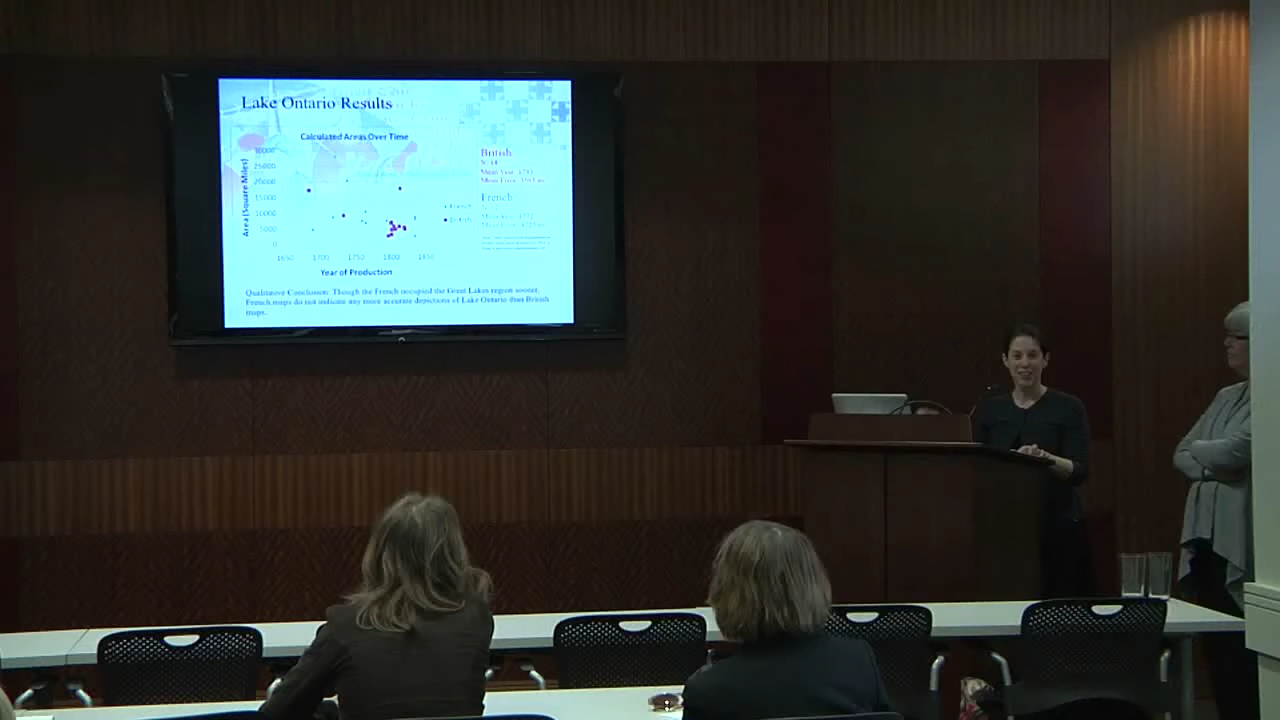 Lake Ontario Results
Calculated Areas Over Time
Area (Square Miles)
30000
25000
20000
15000
10000
5000
0
1650 1700 1750 1800 1850
Year of Production
French
British
British
French
Qualitative Conclusion: Though the French occupied the Great Lakes region sooner,
French maps do not indicate any more accurate depictions of Lake Ontario than British
maps.